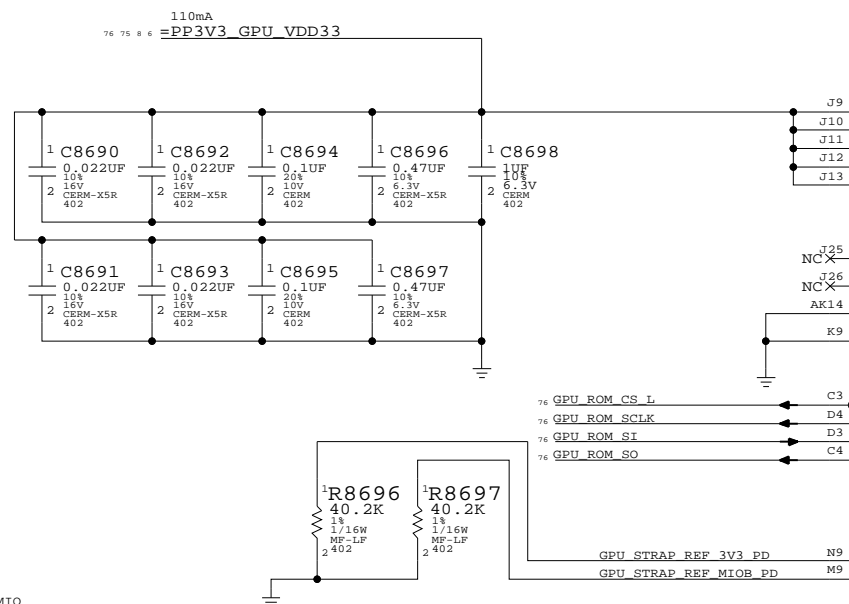 110mA
76 75 8 6 =PP3V3_GPU_VDD33
J9
J10
J11
J12
J13
1 C8690
0.022UF
10%
16V
2 CERM-X5R
402
1 C8692
0.022UF
10%
16V
2 CERM-X5R
402
1 C8694
0.1UF
20%
10V
2 CERM
402
1 C8696
0.47UF
10%
6.3V
2 CERM-X5R
402
1 C8698
1UF
10%
6.3V
2 CERM
402
1 C8691
0.022UF
10%
16V
2 CERM-X5R
402
1 C8693
0.022UF
10%
16V
2 CERM-X5R
402
1 C8695
0.1UF
20%
10V
2 CERM
402
1 C8697
0.47UF
10%
6.3V
2 CERM-X5R
402
NC J25
NC J26
AK14
K9
76 GPU_ROM_CS_L C3
76 GPU_ROM_SCLK D4
76 GPU_ROM_SI D3
76 GPU_ROM_SO C4
1 R8696
40.2K
1%
1/16W
MF-LF
2 402
1 R8697
40.2K
1%
1/16W
MF-LF
2 402
GPU_STRAP_REF_3V3_PD N9
GPU_STRAP_REF_MIOB_PD M9